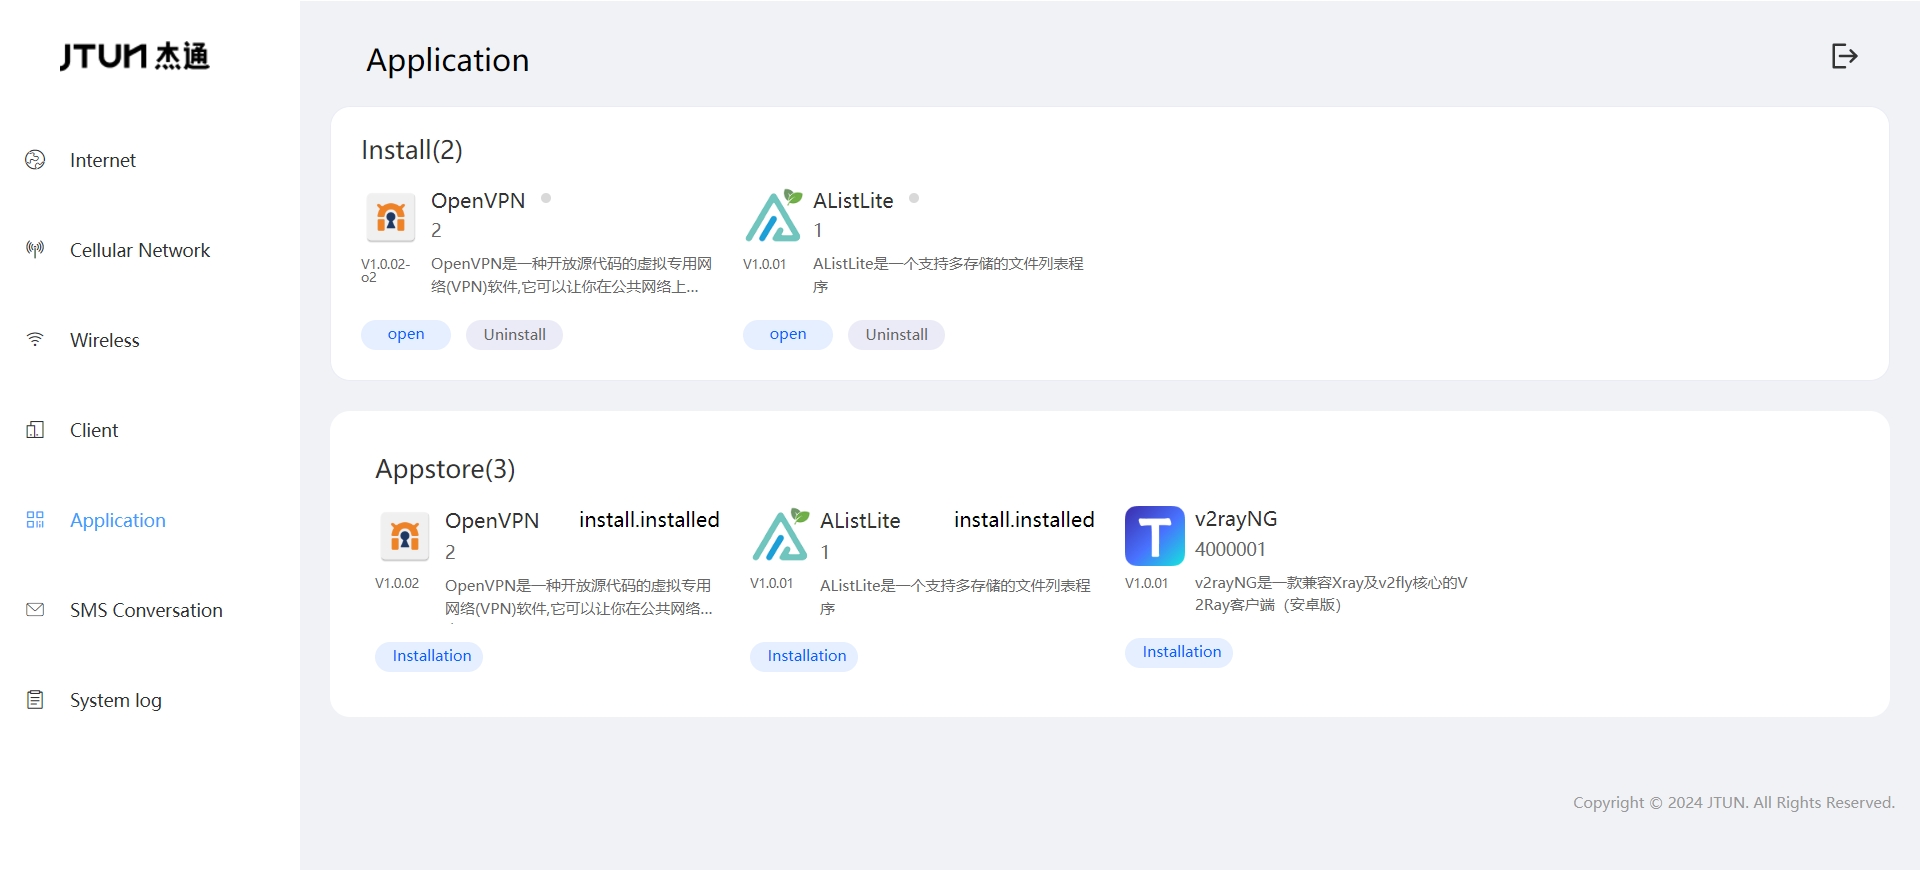 JTUN 杰通
Internet
Cellular Network
Wireless
Client
Application
SMS Conversation
System log
Application
Install(2)
OpenVPN
2
V1.0.02-
o2
OpenVPN是一种开放源代码的虚拟专用网
络(VPN)软件,它可以让你在公共网络上...
open
Uninstall
AListLite
1
V1.0.01
AListLite是一个支持多存储的文件列表程
序
open
Uninstall
Appstore(3)
OpenVPN
install.installed
2
V1.0.02
OpenVPN是一种开放源代码的虚拟专用
网络(VPN)软件,它可以让你在公共网络...
Installation
AListLite
install.installed
1
V1.0.01
AListLite是一个支持多存储的文件列表程
序
Installation
T
v2rayNG
4000001
V1.0.01
v2rayNG是一款兼容Xray及v2fly核心的V
2Ray客户端（安卓版）
Installation
Copyright © 2024 JTUN. All Rights Reserved.